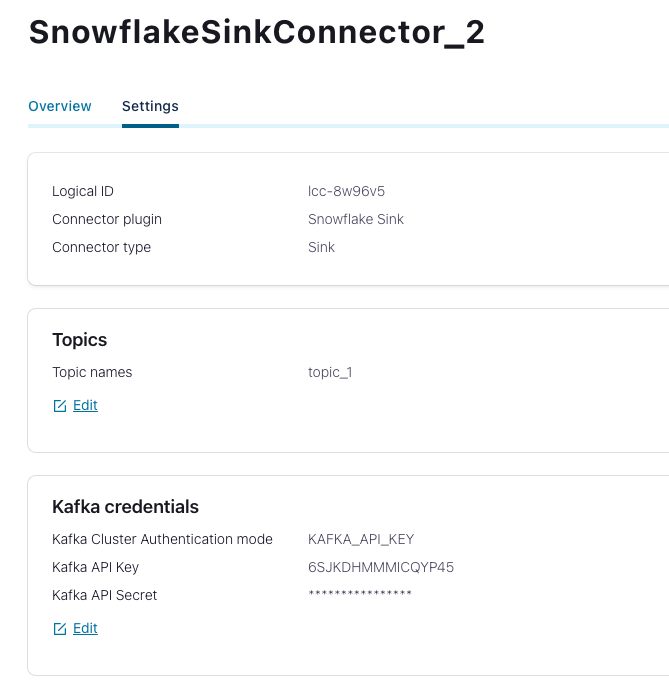 SnowflakeSinkConnector_2
Overview Settings
Logical ID lcc-8w96v5
Connector plugin Snowflake Sink
Connector type Sink
Topics
Topic names topic_1
Edit
Kafka credentials
Kafka Cluster Authentication mode KAFKA_API_KEY
Kafka API Key 6SJKDHMMMICQYP45
Kafka API Secret ****************
Edit